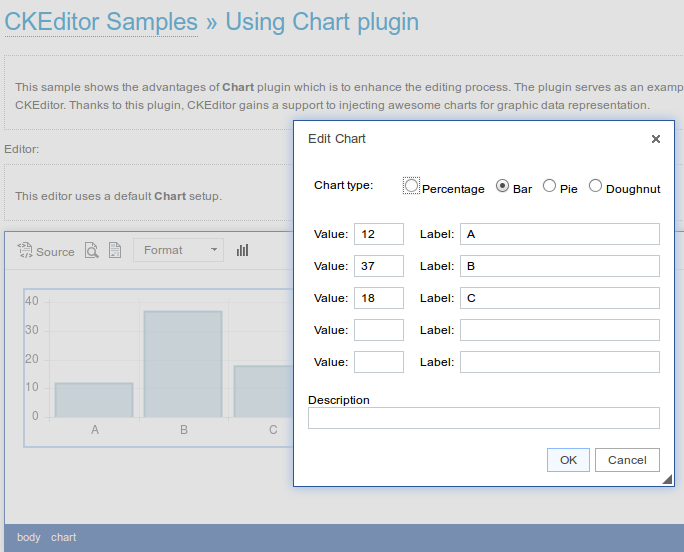 CKEditor Samples » Using Chart plugin
This sample shows the advantages of Chart plugin which is to enhance the editing process. The plugin serves as an examp
CKEditor. Thanks to this plugin, CKEditor gains a support to injecting awesome charts for graphic data representation.
Editor:
This editor uses a default Chart setup.
Source Format
40
30
20
10
0
A B C
body chart
Edit Chart
Chart type: Percentage Bar Pie Doughnut
Value: 12 Label: A
Value: 37 Label: B
Value: 18 Label: C
Value: Label:
Value: Label:
Description
OK Cancel